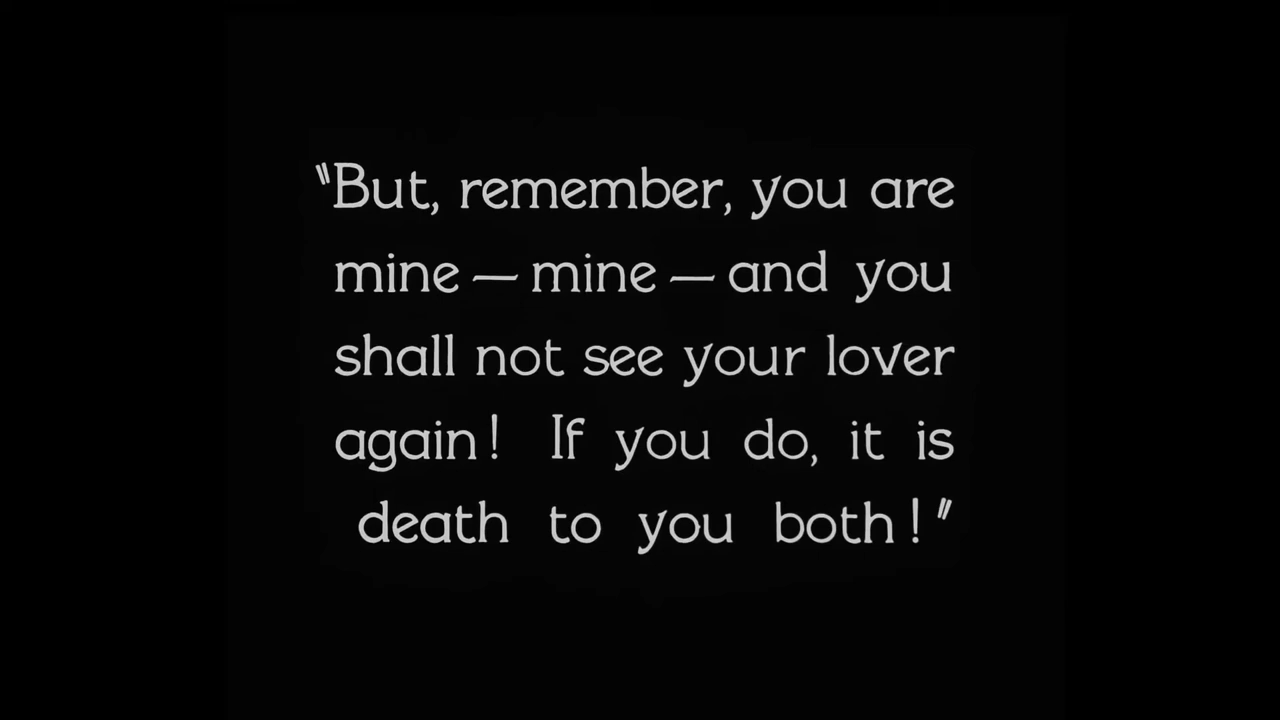 "But, remember, you are
mine — mine — and you
shall not see your lover
again! If you do, it is
death to you both!"